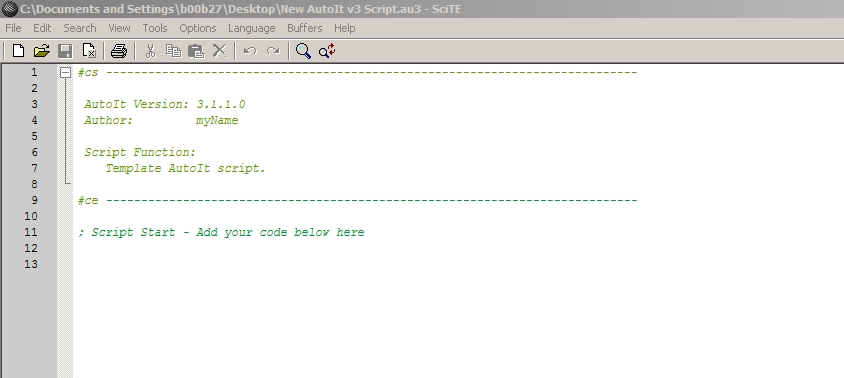 C:\Documents and Settings\b00b27\Desktop\New AutoIt v3 Script.au3 - SciTE
File Edit Search View Tools Options Language Buffers Help
1 #cs ----------------------------------------------------------------------------
2
3 AutoIt Version: 3.1.1.0
4 Author: myName
5
6 Script Function:
7 Template AutoIt script.
8
9 #ce ----------------------------------------------------------------------------
10
11 ; Script Start - Add your code below here
12
13